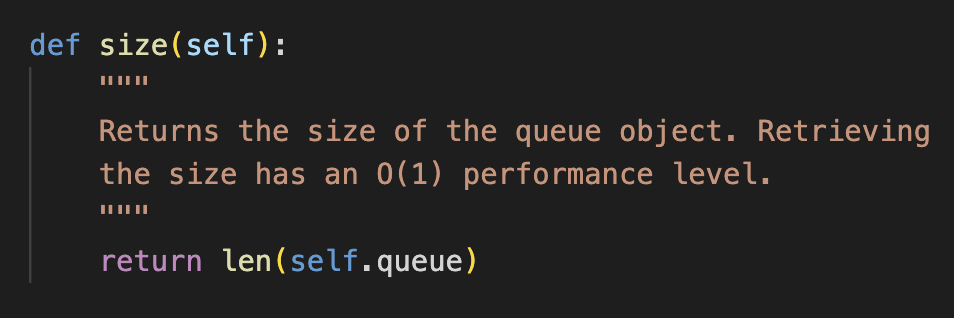 def size(self):
"""
Returns the size of the queue object. Retrieving
the size has an O(1) performance level.
"""
return len(self.queue)